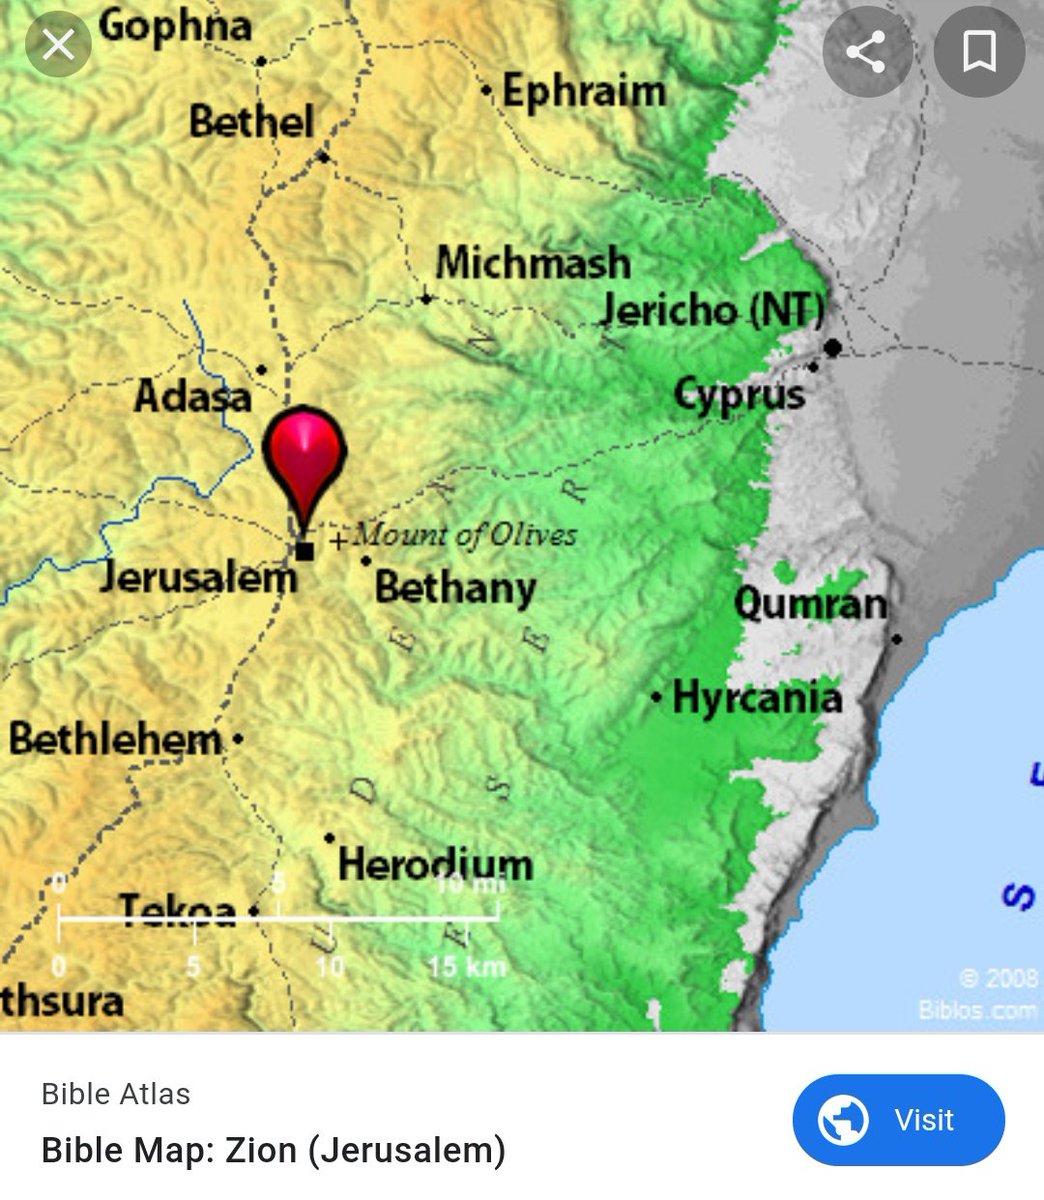 Gophna
Bethel
Ephraim
Michmash
Jericho (NT)
Cyprus
Adasa
+Mount of Olives
Jerusalem
Bethany
Qumran
Hyrcania
Bethlehem
Herodium
Tekoa
thsura
U D E A N
E S E R T
S
0 5 10 mi
0 5 10 15 km
© 2008
Biblos.com
Bible Atlas
Bible Map: Zion (Jerusalem)
Visit